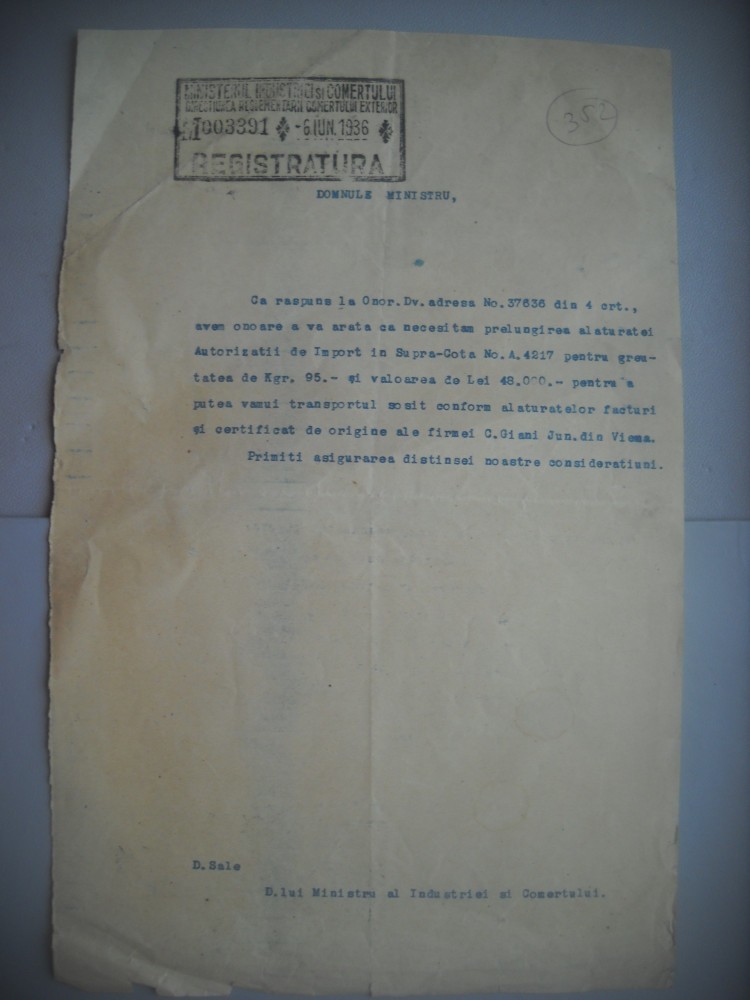 MINISTERUL INDUSTRIEI si COMERTULUI
DIRECTIUNEA REGLEMENTARII COMERTULUI EXTERIOR
003391 -6.IUN.1936
REGISTRATURA
352
DOMNULE MINISTRU,
Ca raspuns la Onor.Dv.adresa No.37636 din 4 crt.,
avem onoare a va arata ca necesitam prelungirea alaturatei
Autorizatii de Import in Supra-Cota No.A.4217 pentru greu-
tatea de Kgr. 95.- şi valoarea de Lei 48.000.- pentru a
putea vamui transportul sosit conform alaturatelor facturi
şi certificat de origine ale firmei C.Giani Jun.din Viena.
Primiti asigurarea distinsei noastre consideratiuni.
D.Sale
D.lui Ministru al Industriei si Comertului.